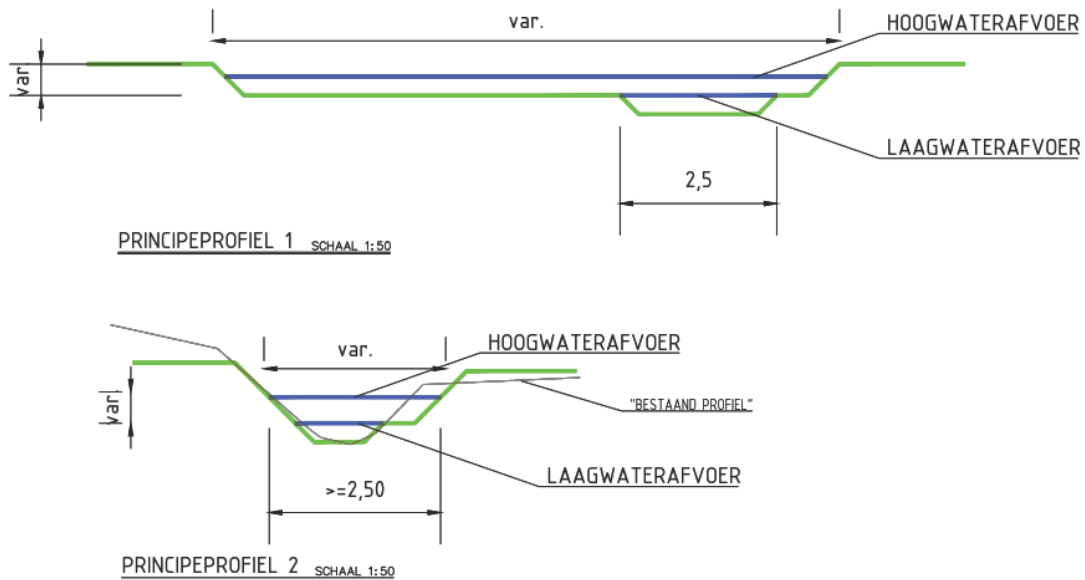 var.
HOOGWATERAFVOER
var
LAAGWATERAFVOER
2,5
PRINCIPEPROFIEL 1 SCHAAL 1:50
HOOGWATERAFVOER
var.
var
"BESTAAND PROFIEL"
LAAGWATERAFVOER
>=2,50
PRINCIPEPROFIEL 2 SCHAAL 1:50